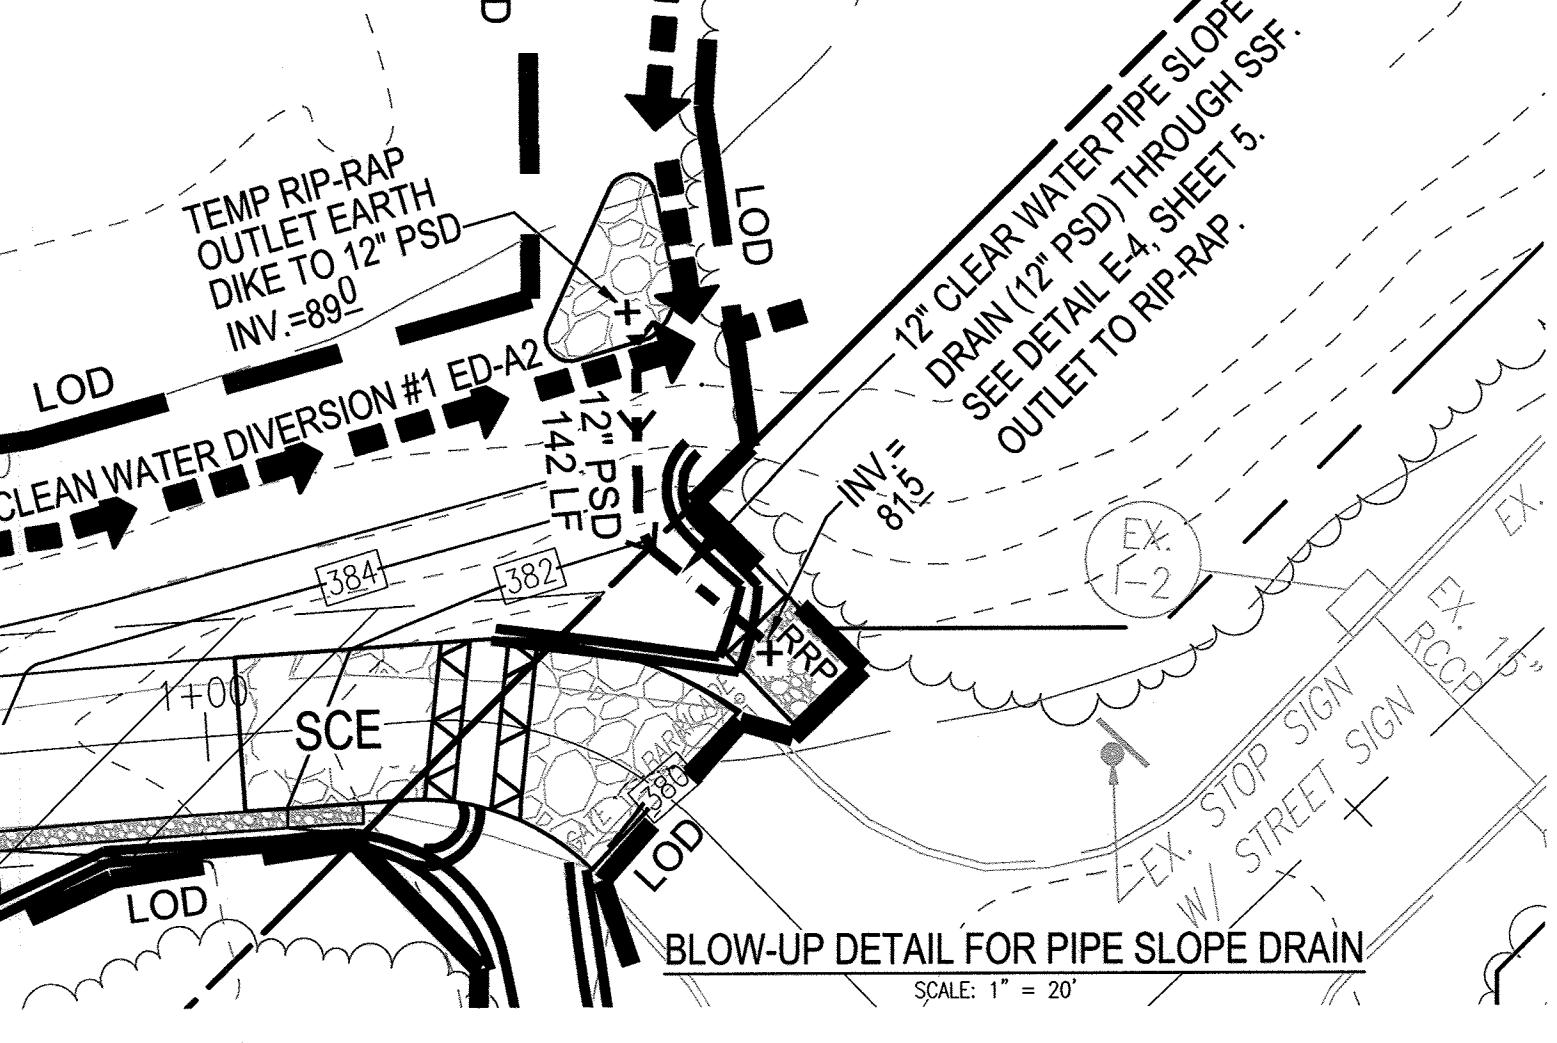 D
TEMP RIP-RAP
OUTLET EARTH
DIKE TO 12" PSD
INV.=890
LOD
LOD
CLEAN WATER DIVERSION #1 ED-A2
12" PSD
142 LF
12" CLEAR WATER PIPE SLOPE
DRAIN (12" PSD) THROUGH SSF.
SEE DETAIL E-4, SHEET 5.
OUTLET TO RIP-RAP.
INV.=
815
384
382
EX.
I-2
EX.
EX. 15"
RCCP
RRP
1+00
SCE
380
LOD
LOD
EX. STOP SIGN
W/ STREET SIGN
BLOW-UP DETAIL FOR PIPE SLOPE DRAIN
SCALE: 1" = 20'